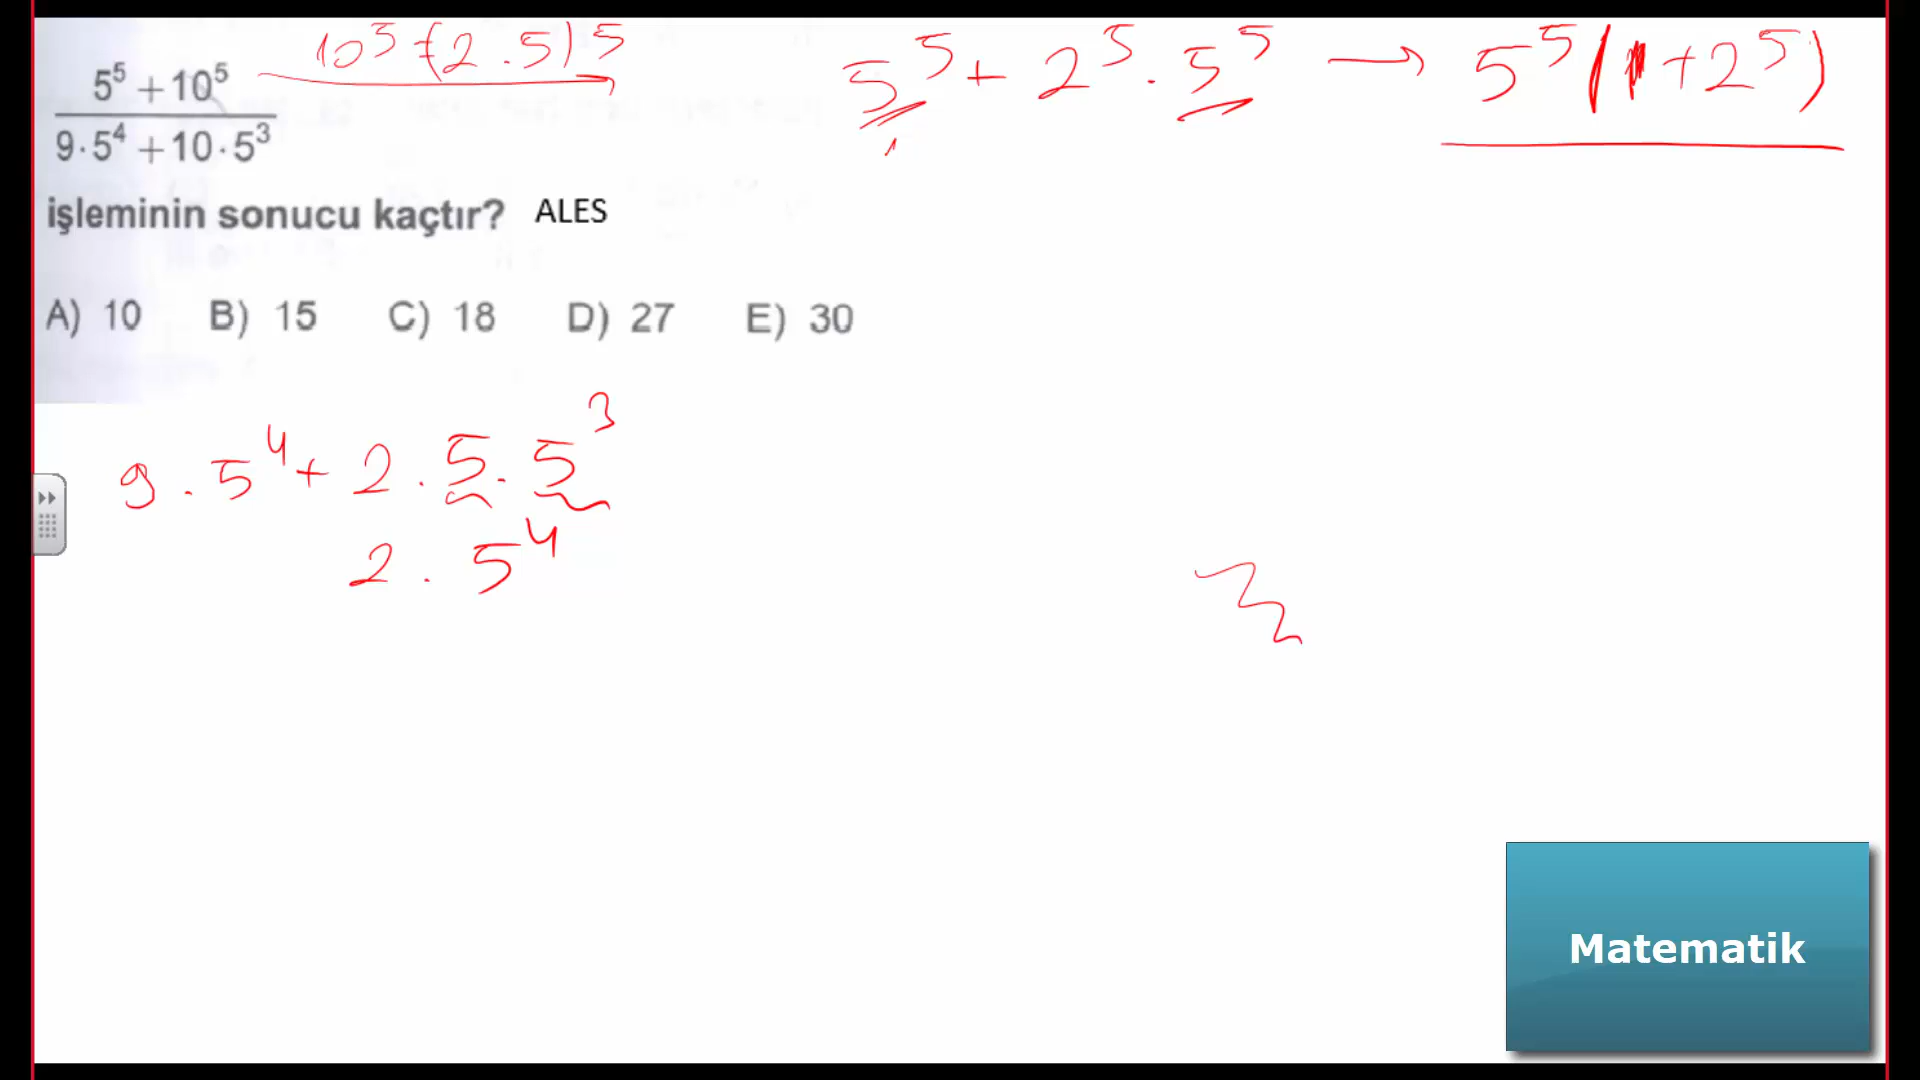 10⁵ = (2 . 5)⁵
5⁵ + 2⁵ . 5⁵ → 5⁵(1 + 2⁵)
5⁵ + 10⁵
9 · 5⁴ + 10 · 5³
işleminin sonucu kaçtır? ALES
A) 10 B) 15 C) 18 D) 27 E) 30
9 . 5⁴ + 2 . 5 . 5³
2 . 5⁴
Matematik